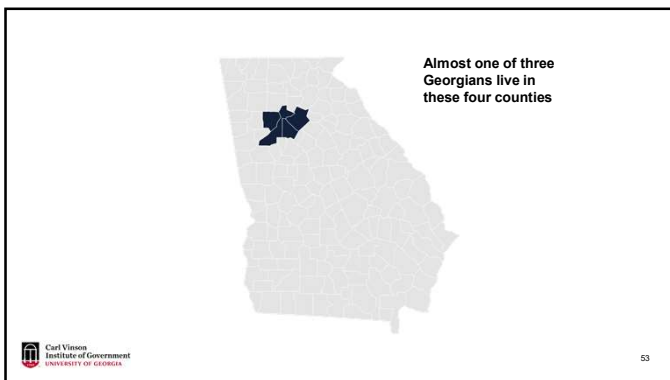 Almost one of three
Georgians live in
these four counties
Carl Vinson
Institute of Government
UNIVERSITY OF GEORGIA
53